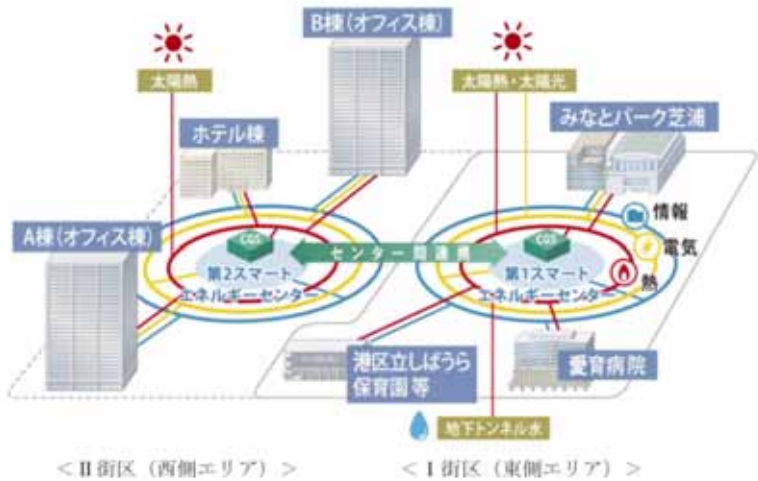 B棟(オフィス棟)
太陽熱
太陽熱・太陽光
ホテル棟
みなとパーク芝浦
A棟(オフィス棟)
情報
電気
熱
CGS
CGS
センター間連携
第2スマート
エネルギーセンター
第1スマート
エネルギーセンター
港区立しばうら
保育園等
愛育病院
地下トンネル水
<Ⅱ街区(西側エリア)>
<Ⅰ街区(東側エリア)>